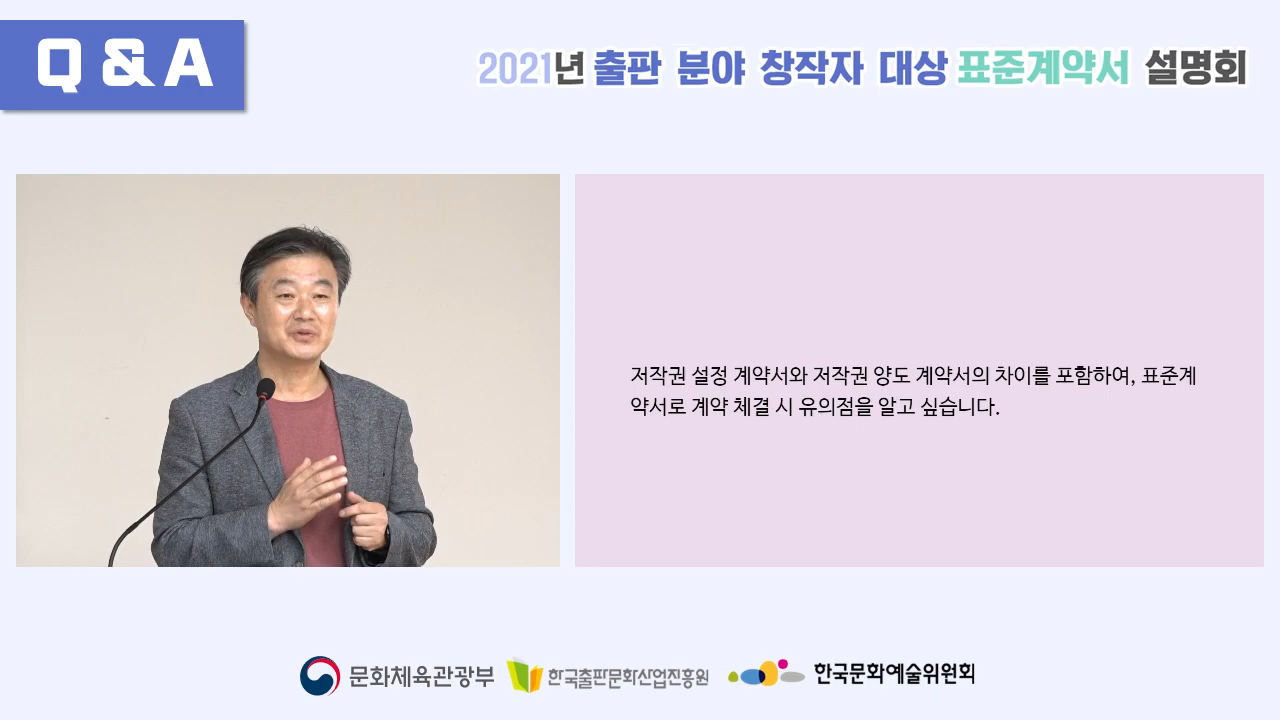 Q & A
2021년 출판 분야 창작자 대상 표준계약서 설명회
저작권 설정 계약서와 저작권 양도 계약서의 차이를 포함하여, 표준계
약서로 계약 체결 시 유의점을 알고 싶습니다.
문화체육관광부 한국출판문화산업진흥원 한국문화예술위원회